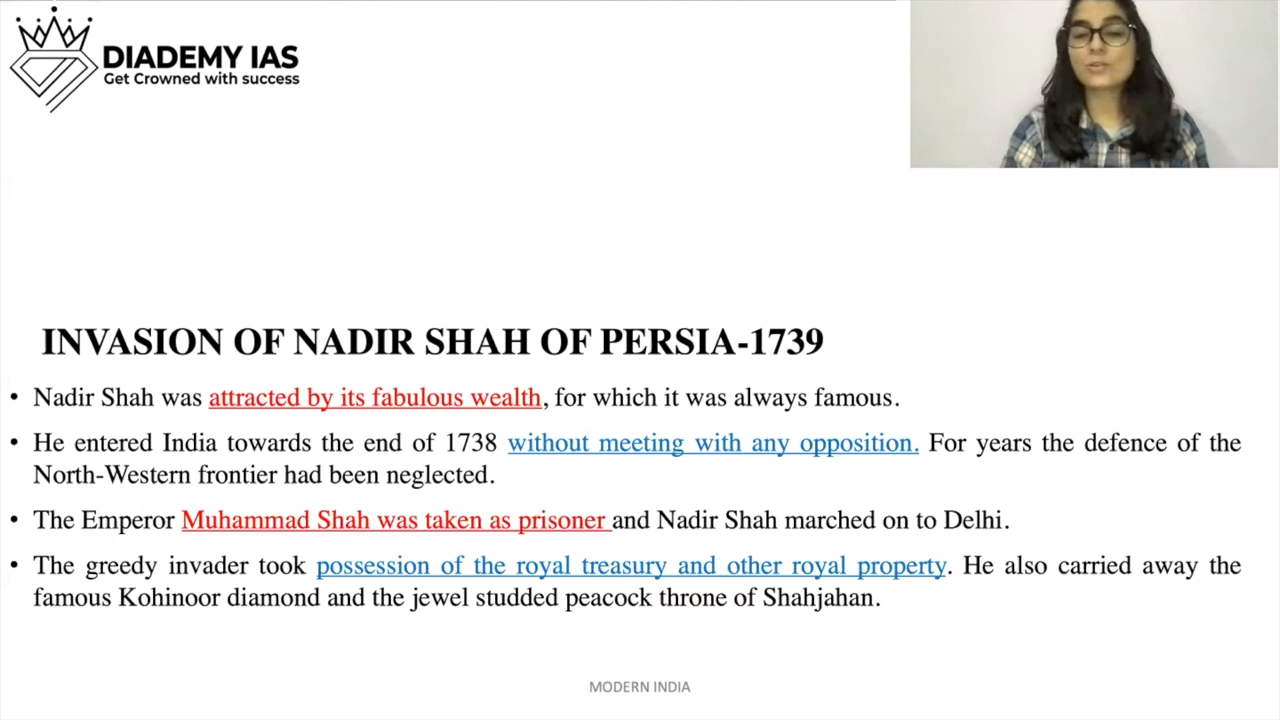 DIADEMY IAS
Get Crowned with success
INVASION OF NADIR SHAH OF PERSIA-1739
• Nadir Shah was attracted by its fabulous wealth, for which it was always famous.
• He entered India towards the end of 1738 without meeting with any opposition. For years the defence of the
North-Western frontier had been neglected.
• The Emperor Muhammad Shah was taken as prisoner and Nadir Shah marched on to Delhi.
• The greedy invader took possession of the royal treasury and other royal property. He also carried away the
famous Kohinoor diamond and the jewel studded peacock throne of Shahjahan.
MODERN INDIA